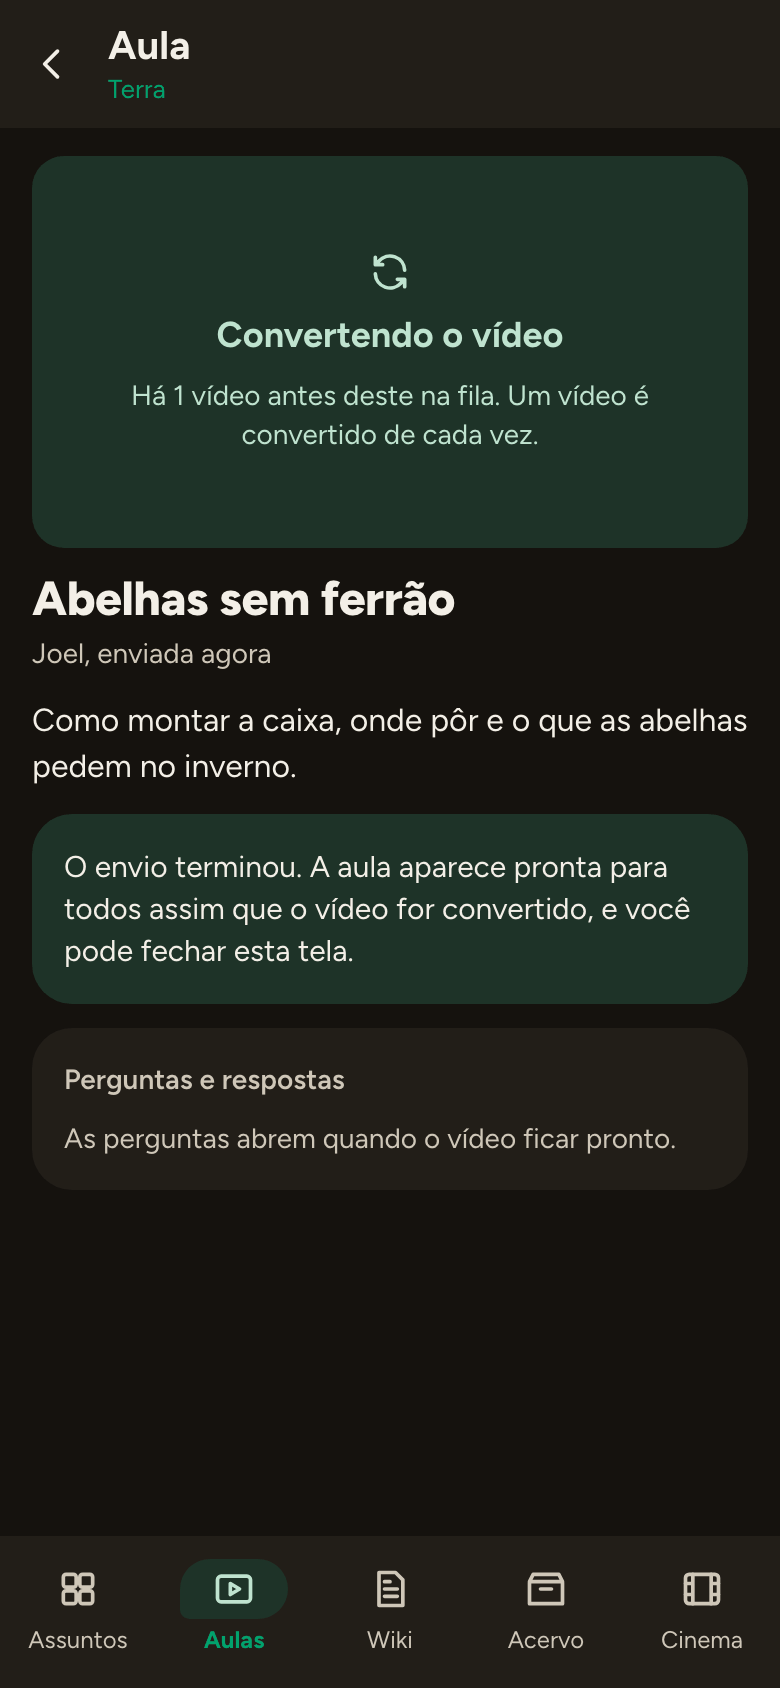 Aula
Terra
Convertendo o vídeo
Há 1 vídeo antes deste na fila. Um vídeo é
convertido de cada vez.
Abelhas sem ferrão
Joel, enviada agora
Como montar a caixa, onde pôr e o que as abelhas
pedem no inverno.
O envio terminou. A aula aparece pronta para
todos assim que o vídeo for convertido, e você
pode fechar esta tela.
Perguntas e respostas
As perguntas abrem quando o vídeo ficar pronto.
Assuntos
Aulas
Wiki
Acervo
Cinema